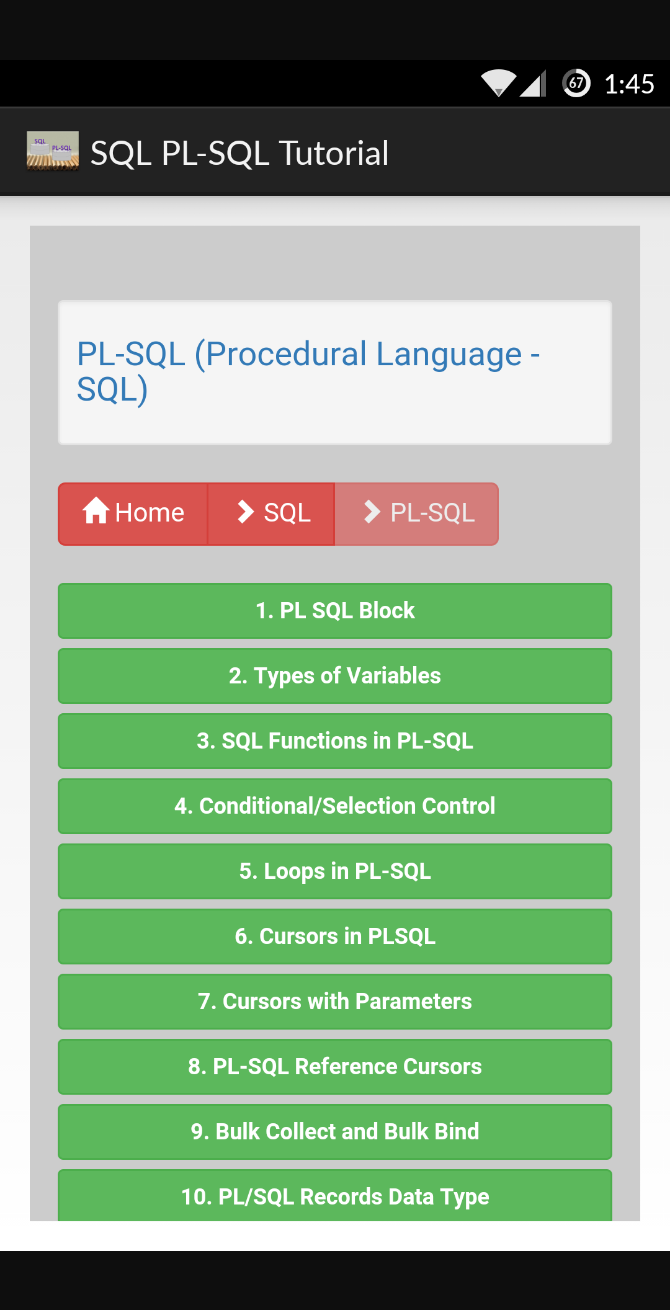 67 1:45
SQL PL-SQL
SQL PL-SQL Tutorial
PL-SQL (Procedural Language -
SQL)
Home SQL PL-SQL
1. PL SQL Block
2. Types of Variables
3. SQL Functions in PL-SQL
4. Conditional/Selection Control
5. Loops in PL-SQL
6. Cursors in PLSQL
7. Cursors with Parameters
8. PL-SQL Reference Cursors
9. Bulk Collect and Bulk Bind
10. PL/SQL Records Data Type